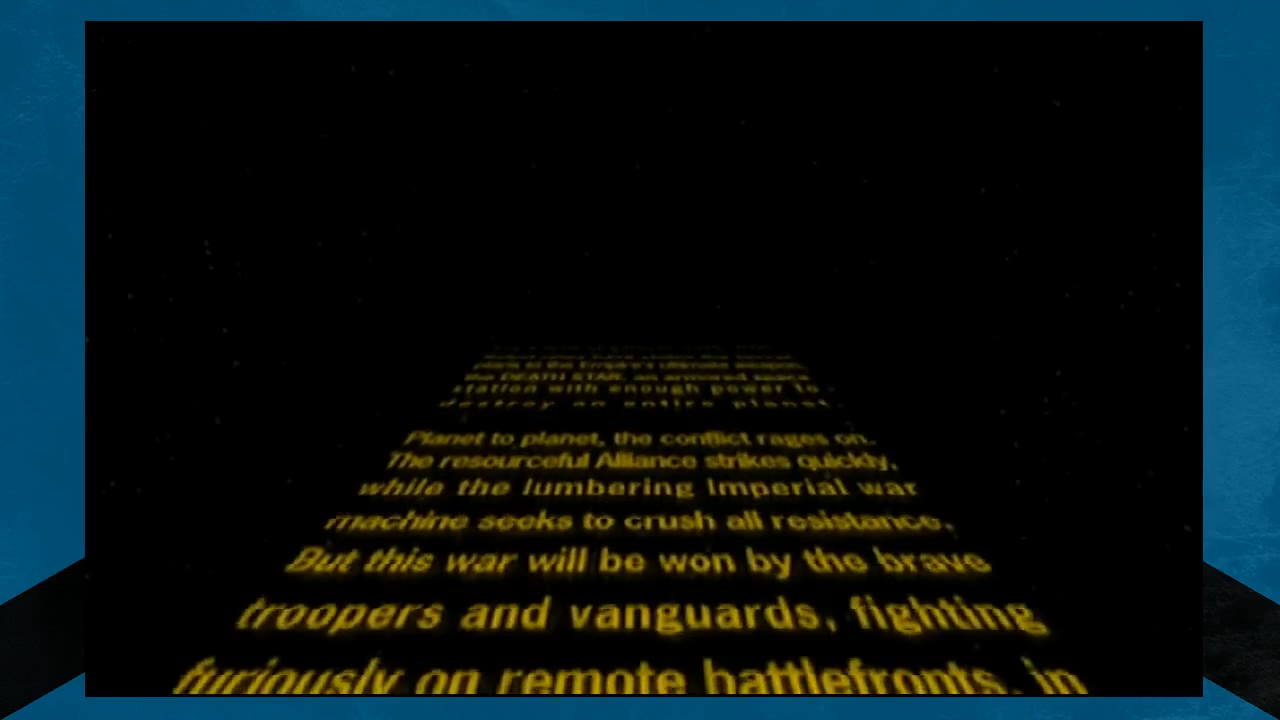 plans to the Empire's ultimate weapon,
the DEATH STAR, an armored space
station with enough power to
destroy an entire planet.
Planet to planet, the conflict rages on.
The resourceful Alliance strikes quickly,
while the lumbering Imperial war
machine seeks to crush all resistance.
But this war will be won by the brave
troopers and vanguards, fighting
furiously on remote battlefronts, in